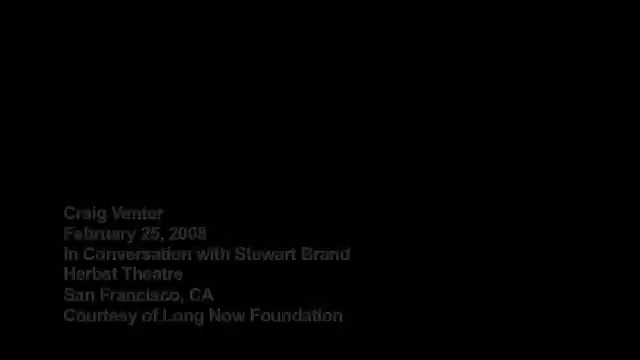 Craig Venter
February 25, 2008
In Conversation with Stewart Brand
Herbst Theatre
San Francisco, CA
Courtesy of Long Now Foundation